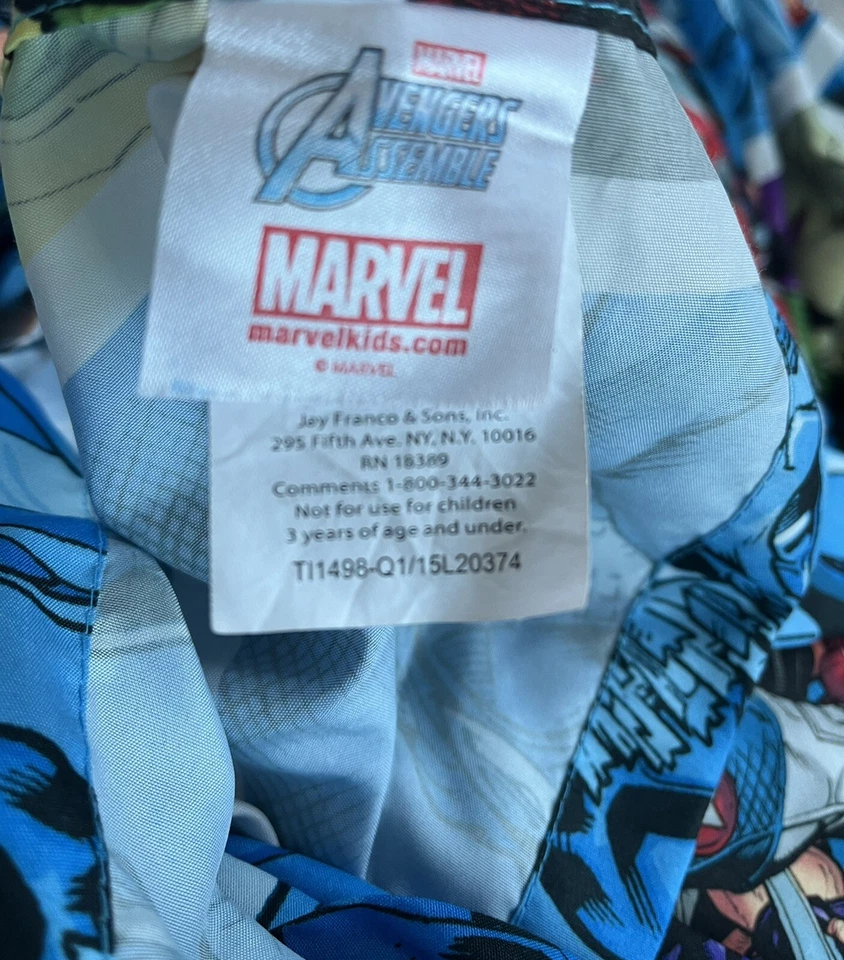 MARVEL
AVENGERS
ASSEMBLE
MARVEL
marvelkids.com
© MARVEL
Jay Franco & Sons, Inc.
295 Fifth Ave. NY, N.Y. 10016
RN 18389
Comments 1-800-344-3022
Not for use for children
3 years of age and under.
TI1498-Q1/15L20374